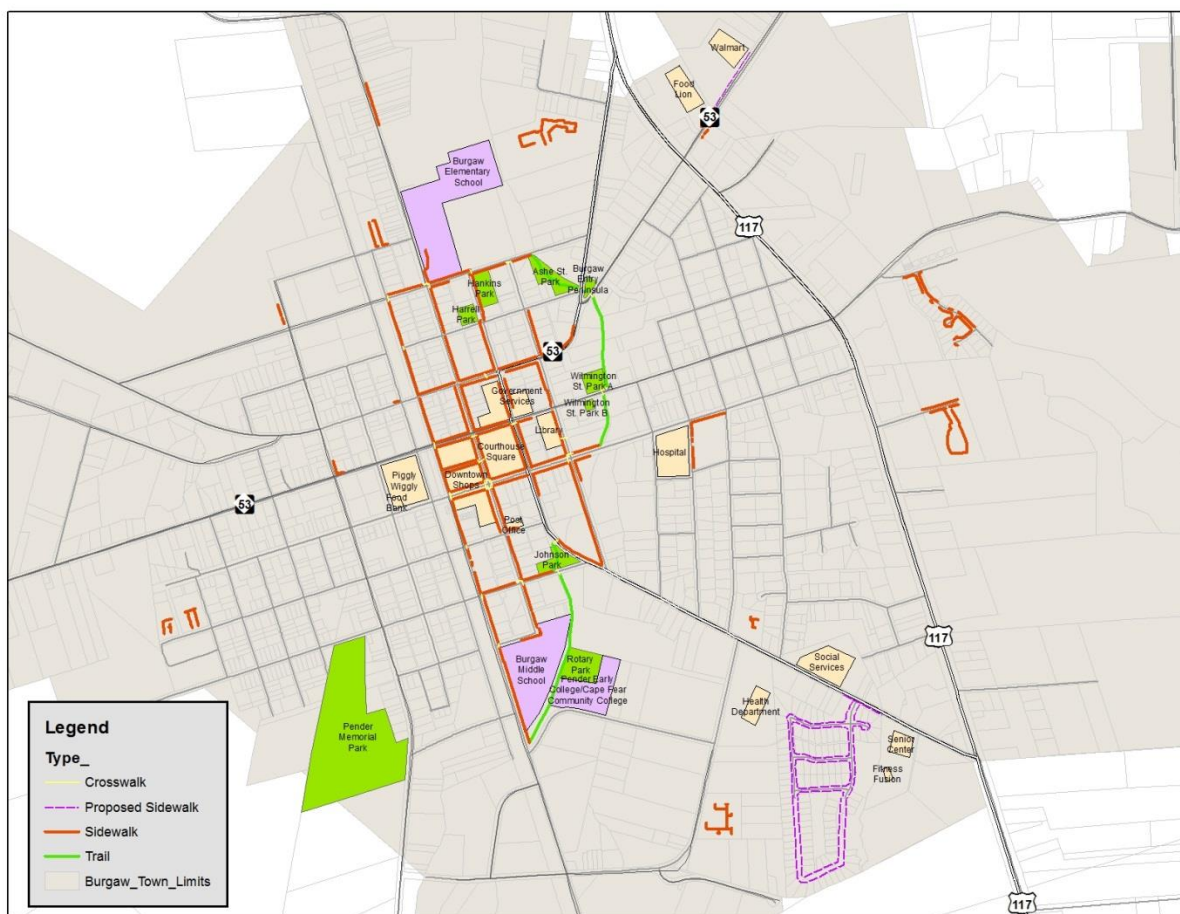 Walmart
Food
Lion
53
Burgaw
Elementary
School
117
Ashe St.
Park
Burgaw
Entry
Peninsula
Hankins
Park
Harrell
Park
53
Wilmington
St. Park A
Wilmington
St. Park B
Government
Services
Library
Courthouse
Square
Hospital
Downtown
Shops
Piggly
Wiggly
Food
Bank
53
Post
Office
Johnson
Park
117
Burgaw
Middle
School
Rotary
Park
Pender Early
College/Cape Fear
Community College
Social
Services
Health
Department
Senior
Center
Fitness
Fusion
Pender
Memorial
Park
117
Legend
Type_
Crosswalk
Proposed Sidewalk
Sidewalk
Trail
Burgaw_Town_Limits